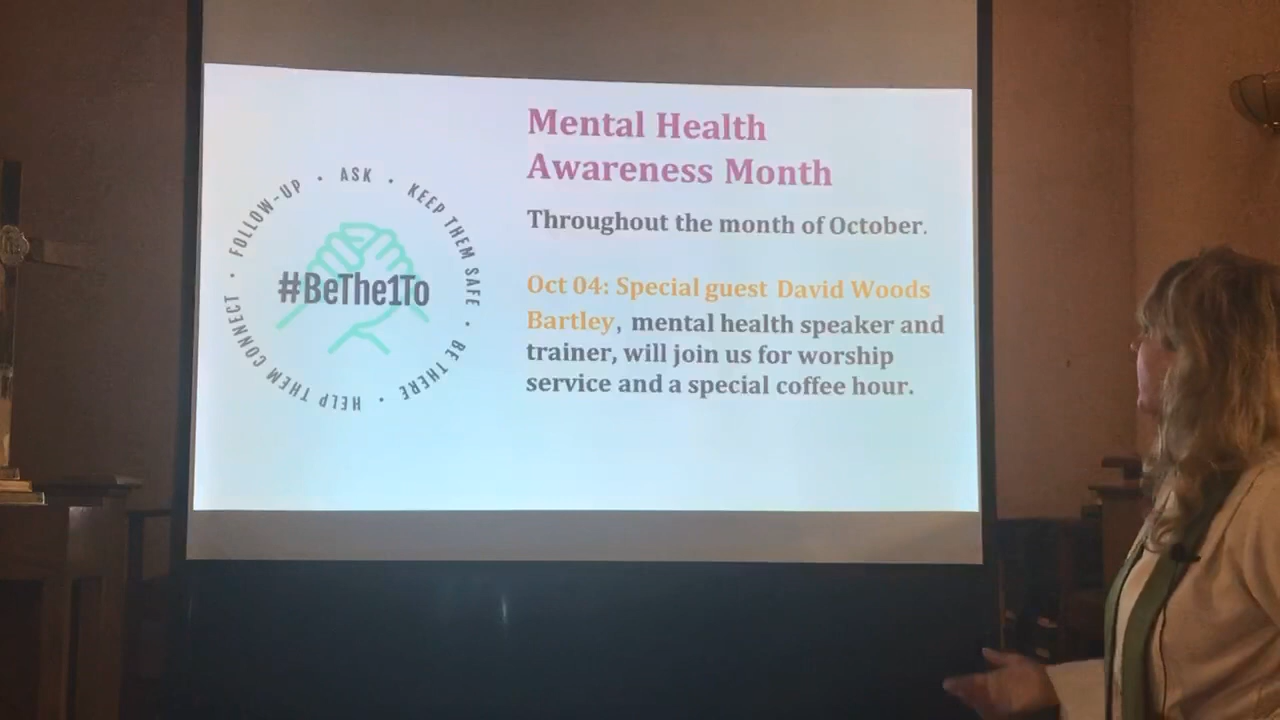 Mental Health
Awareness Month
Throughout the month of October.
Oct 04: Special guest David Woods
Bartley, mental health speaker and
trainer, will join us for worship
service and a special coffee hour.
ASK • KEEP THEM SAFE • BE THERE • HELP THEM CONNECT • FOLLOW-UP •
#BeThe1To